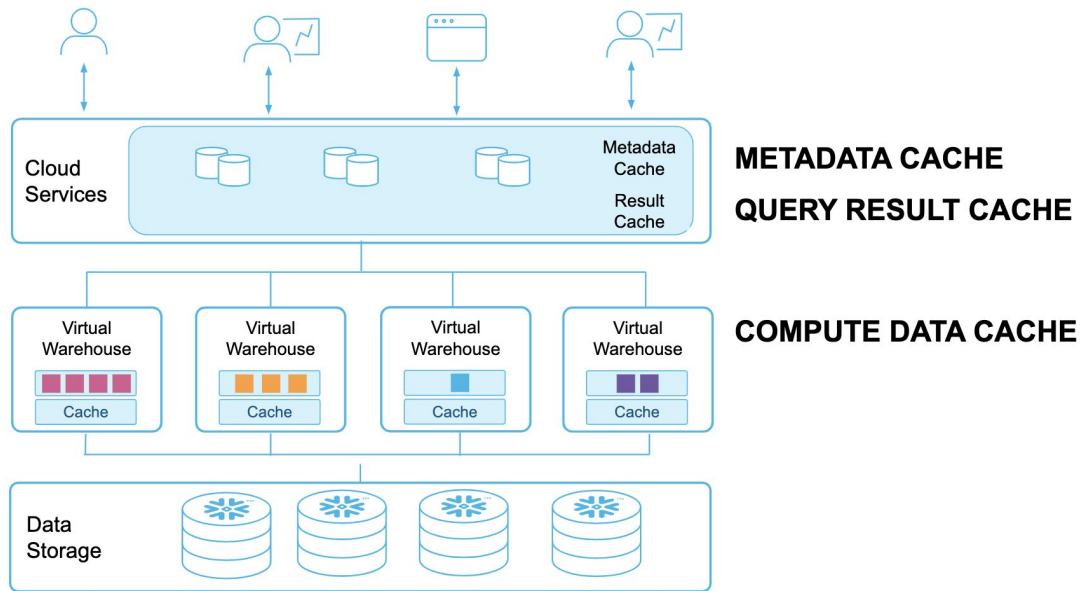 Cloud
Services
Metadata
Cache
Result
Cache
METADATA CACHE
QUERY RESULT CACHE
Virtual
Warehouse
Cache
Virtual
Warehouse
Cache
Virtual
Warehouse
Cache
Virtual
Warehouse
Cache
COMPUTE DATA CACHE
Data
Storage